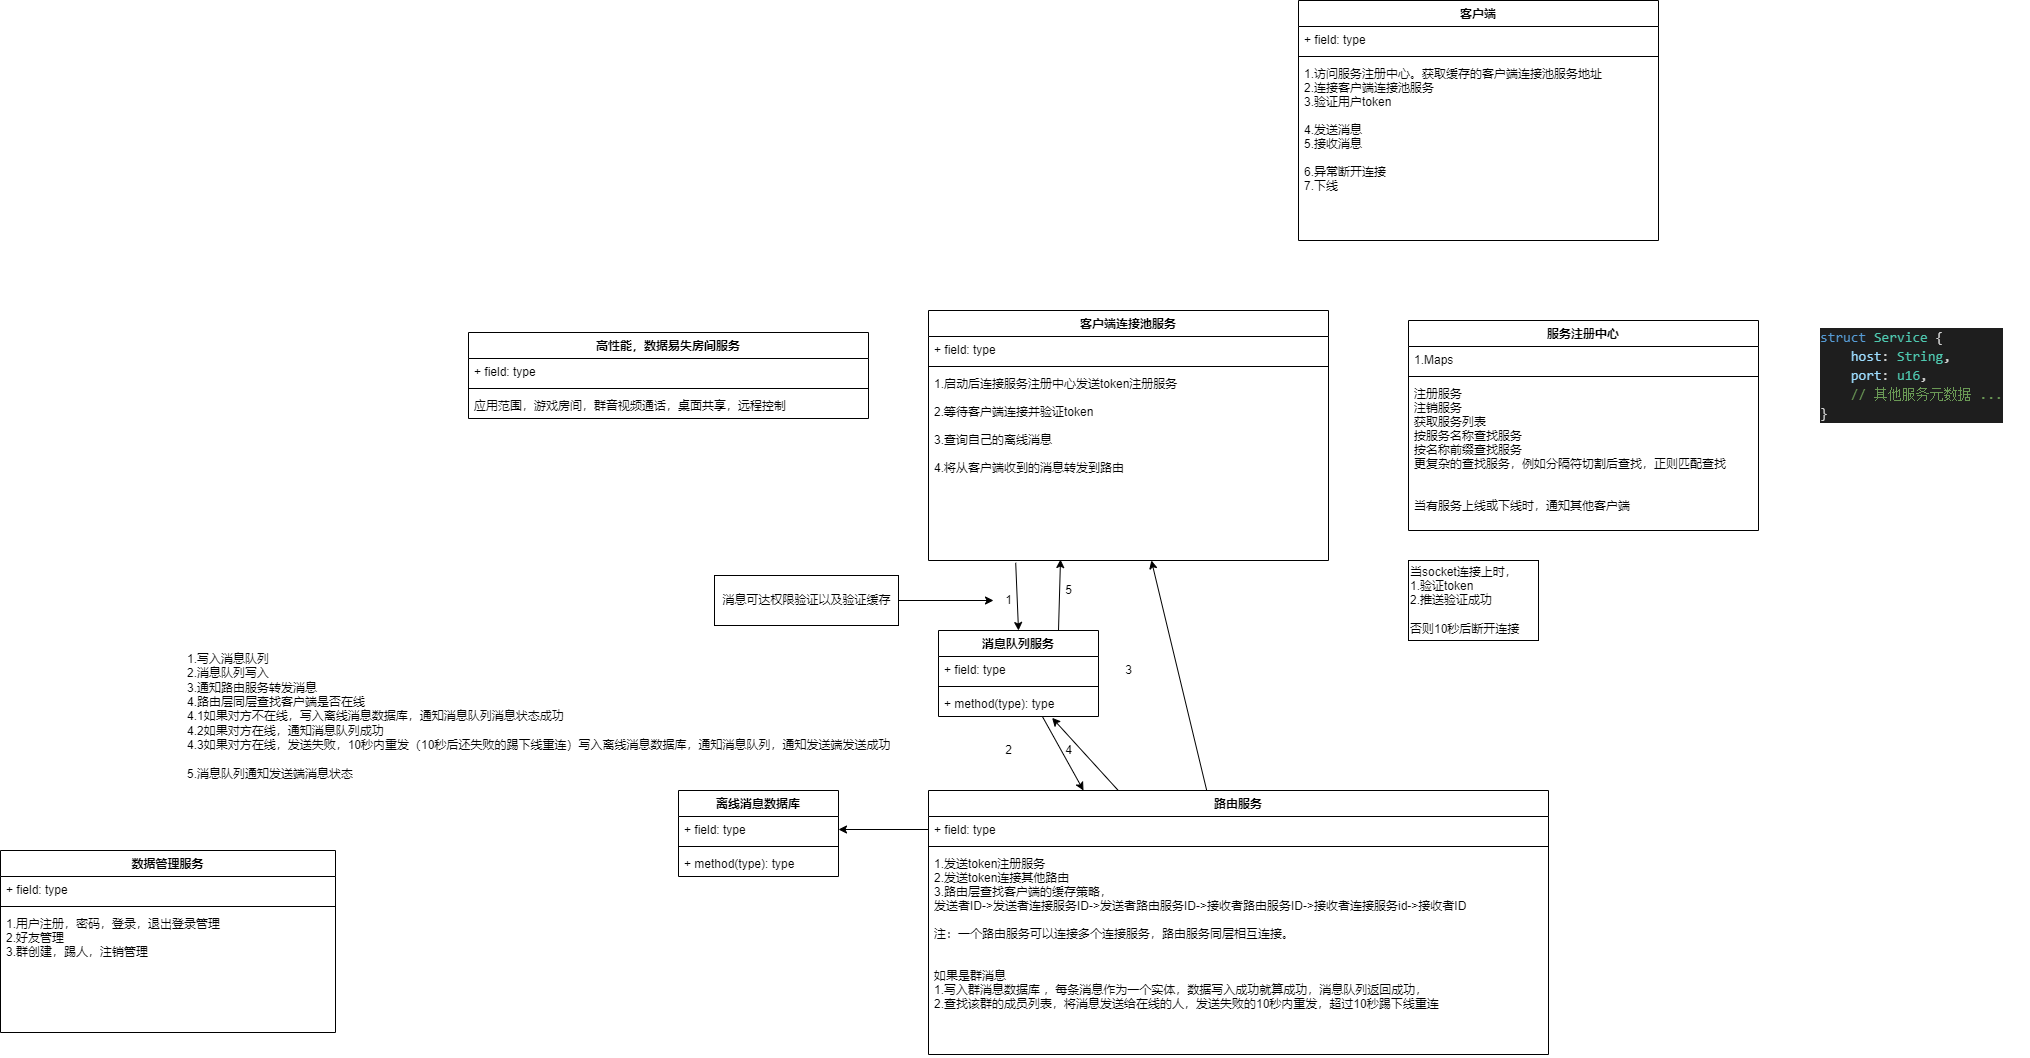 客户端
+ field: type
1.访问服务注册中心。获取缓存的客户端连接池服务地址
2.连接客户端连接池服务
3.验证用户token
4.发送消息
5.接收消息
6.异常断开连接
7.下线
高性能，数据易失房间服务
+ field: type
应用范围，游戏房间，群音视频通话，桌面共享，远程控制
客户端连接池服务
+ field: type
1.启动后连接服务注册中心发送token注册服务
2.等待客户端连接并验证token
3.查询自己的离线消息
4.将从客户端收到的消息转发到路由
服务注册中心
1.Maps
注册服务
注销服务
获取服务列表
按服务名称查找服务
按名称前缀查找服务
更复杂的查找服务，例如分隔符切割后查找，正则匹配查找
当有服务上线或下线时，通知其他客户端
struct Service {
host: String,
port: u16,
// 其他服务元数据 ...
}
当socket连接上时，
1.验证token
2.推送验证成功
否则10秒后断开连接
消息可达权限验证以及验证缓存
1
5
消息队列服务
+ field: type
+ method(type): type
3
2
4
1.写入消息队列
2.消息队列写入
3.通知路由服务转发消息
4.路由层同层查找客户端是否在线
4.1如果对方不在线，写入离线消息数据库，通知消息队列消息状态成功
4.2如果对方在线，通知消息队列成功
4.3如果对方在线，发送失败，10秒内重发（10秒后还失败的踢下线重连）写入离线消息数据库，通知消息队列，通知发送端发送成功
5.消息队列通知发送端消息状态
离线消息数据库
+ field: type
+ method(type): type
路由服务
+ field: type
1.发送token注册服务
2.发送token连接其他路由
3.路由层查找客户端的缓存策略，
发送者ID->发送者连接服务ID->发送者路由服务ID->接收者路由服务ID->接收者连接服务id->接收者ID
注：一个路由服务可以连接多个连接服务，路由服务同层相互连接。
如果是群消息
1.写入群消息数据库 ，每条消息作为一个实体，数据写入成功就算成功，消息队列返回成功，
2.查找该群的成员列表，将消息发送给在线的人，发送失败的10秒内重发，超过10秒踢下线重连
数据管理服务
+ field: type
1.用户注册，密码，登录，退出登录管理
2.好友管理
3.群创建，踢人，注销管理